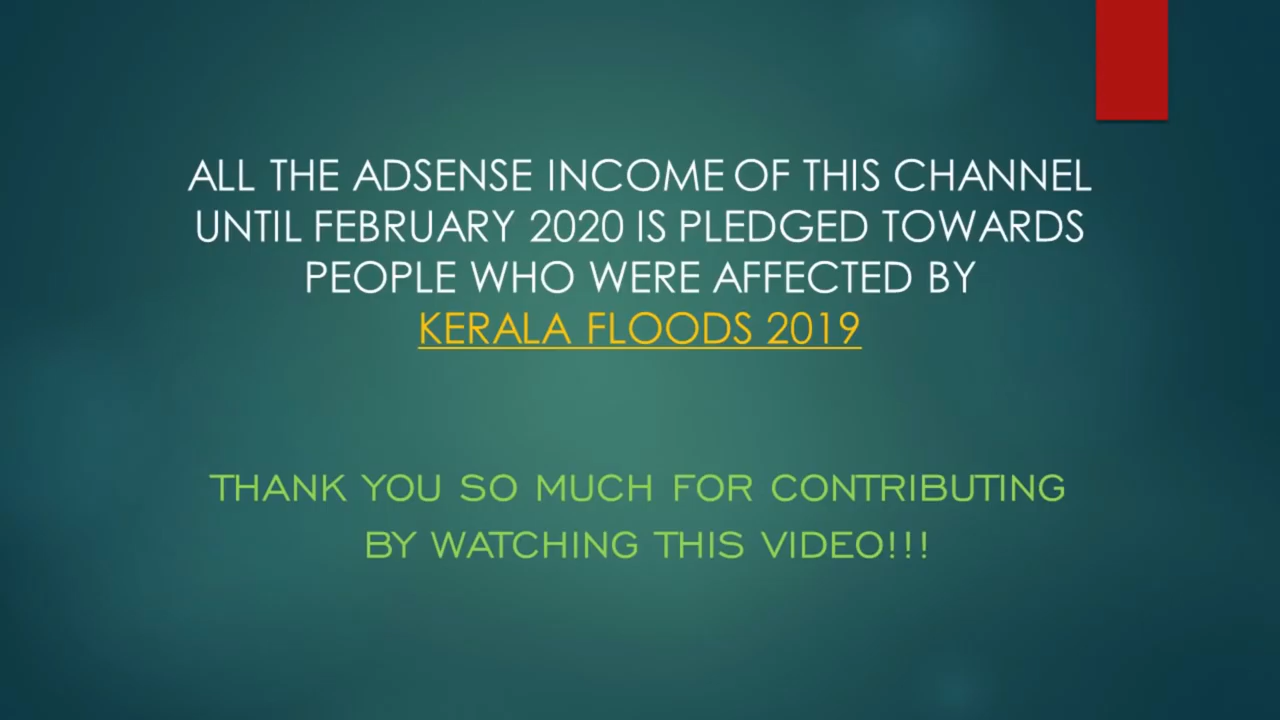 ALL THE ADSENSE INCOME OF THIS CHANNEL
UNTIL FEBRUARY 2020 IS PLEDGED TOWARDS
PEOPLE WHO WERE AFFECTED BY
KERALA FLOODS 2019
THANK YOU SO MUCH FOR CONTRIBUTING
BY WATCHING THIS VIDEO!!!